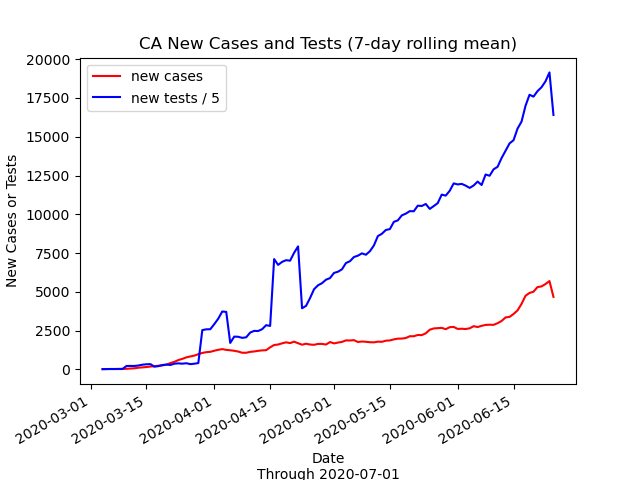 CA New Cases and Tests (7-day rolling mean)
new cases
new tests / 5
New Cases or Tests
20000
17500
15000
12500
10000
7500
5000
2500
0
2020-03-01
2020-03-15
2020-04-01
2020-04-15
2020-05-01
2020-05-15
2020-06-01
2020-06-15
Date
Through 2020-07-01